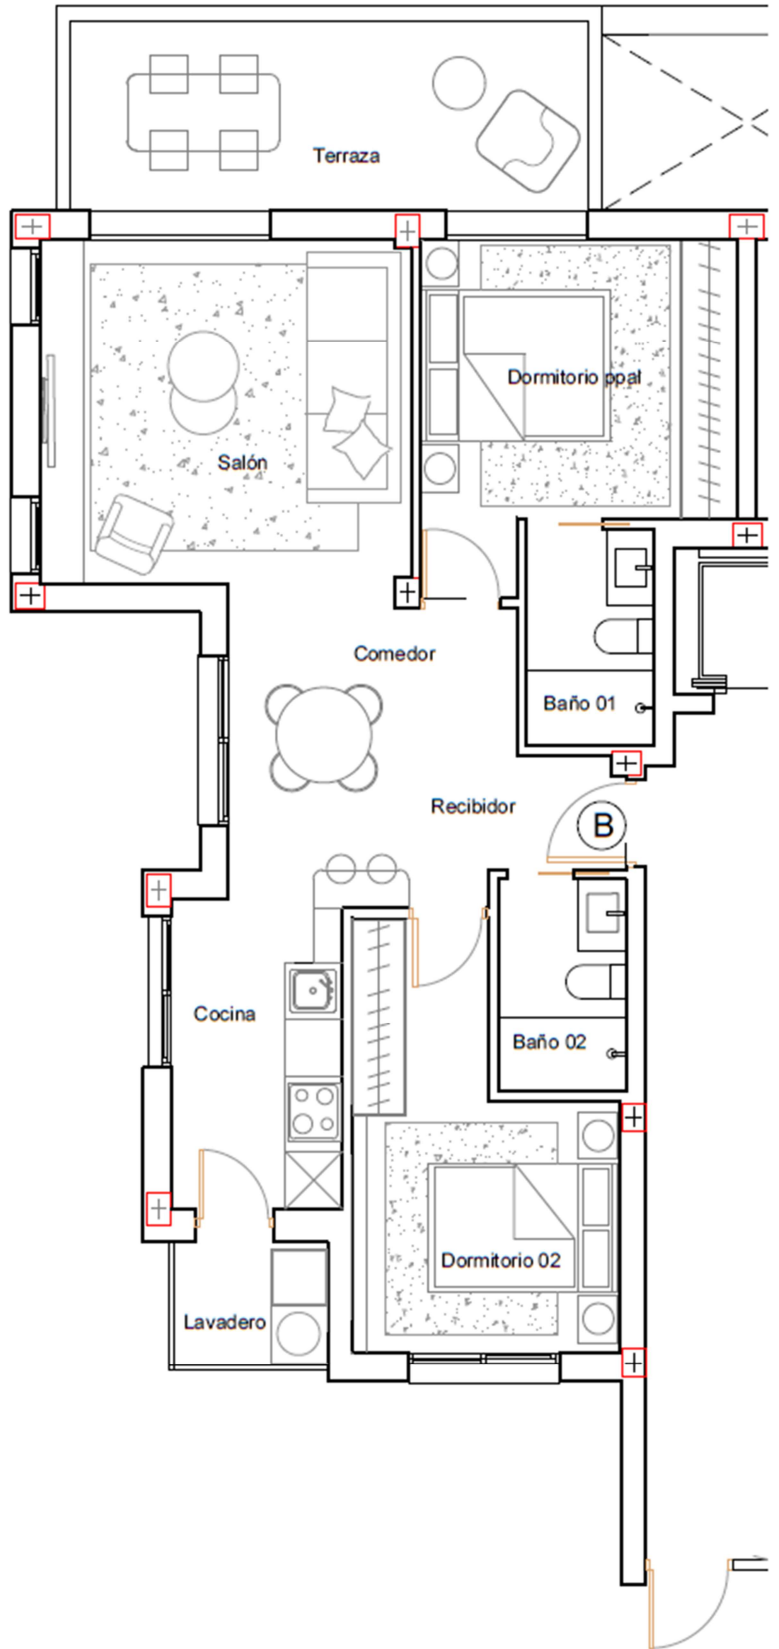 Terraza
Dormitorio ppal
Salón
Comedor
Baño 01
Recibidor
B
Cocina
Baño 02
Dormitorio 02
Lavadero